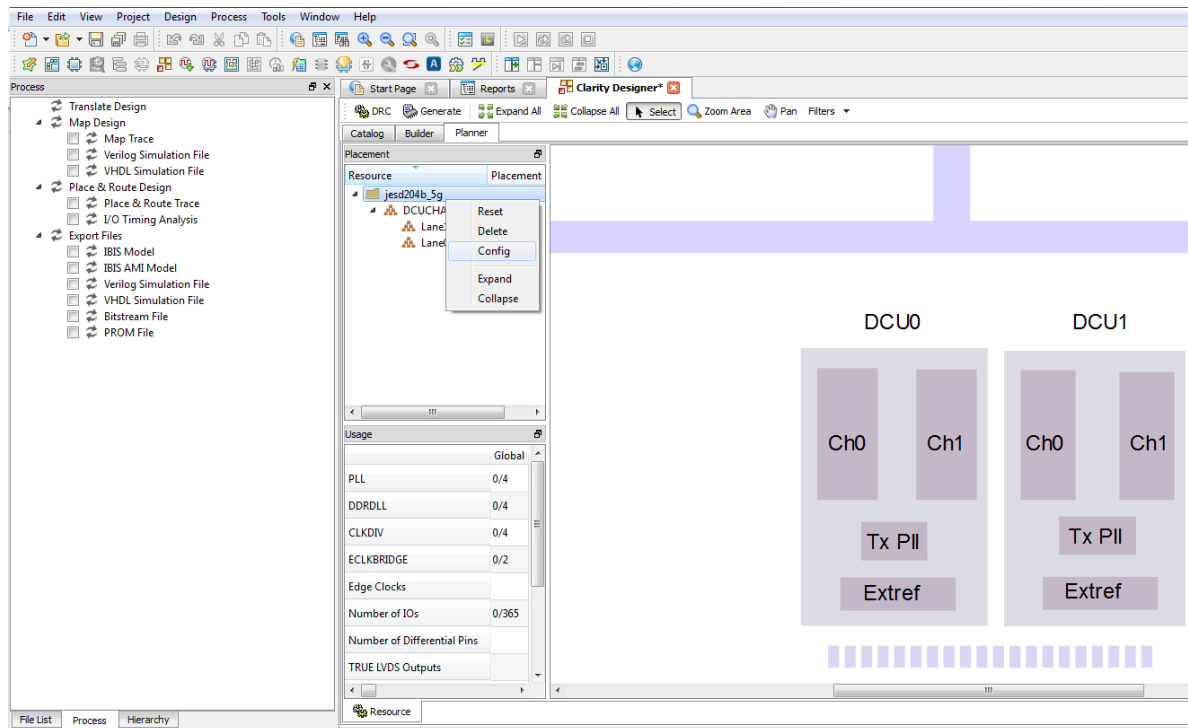 File Edit View Project Design Process Tools Window Help
Process
Translate Design
Map Design
Map Trace
Verilog Simulation File
VHDL Simulation File
Place & Route Design
Place & Route Trace
I/O Timing Analysis
Export Files
IBIS Model
IBIS AMI Model
Verilog Simulation File
VHDL Simulation File
Bitstream File
PROM File
File List Process Hierarchy
Start Page Reports Clarity Designer*
DRC Generate Expand All Collapse All Select Zoom Area Pan Filters
Catalog Builder Planner
Placement
Resource Placement
jesd204b_5g
DCUCHA
Lane
Lane
Reset
Delete
Config
Expand
Collapse
Usage
Global
PLL 0/4
DDRDLL 0/4
CLKDIV 0/4
ECLKBRIDGE 0/2
Edge Clocks
Number of IOs 0/365
Number of Differential Pins
TRUE LVDS Outputs
Resource
DCU0 DCU1
Ch0 Ch1 Ch0 Ch1
Tx Pll Tx Pll
Extref Extref